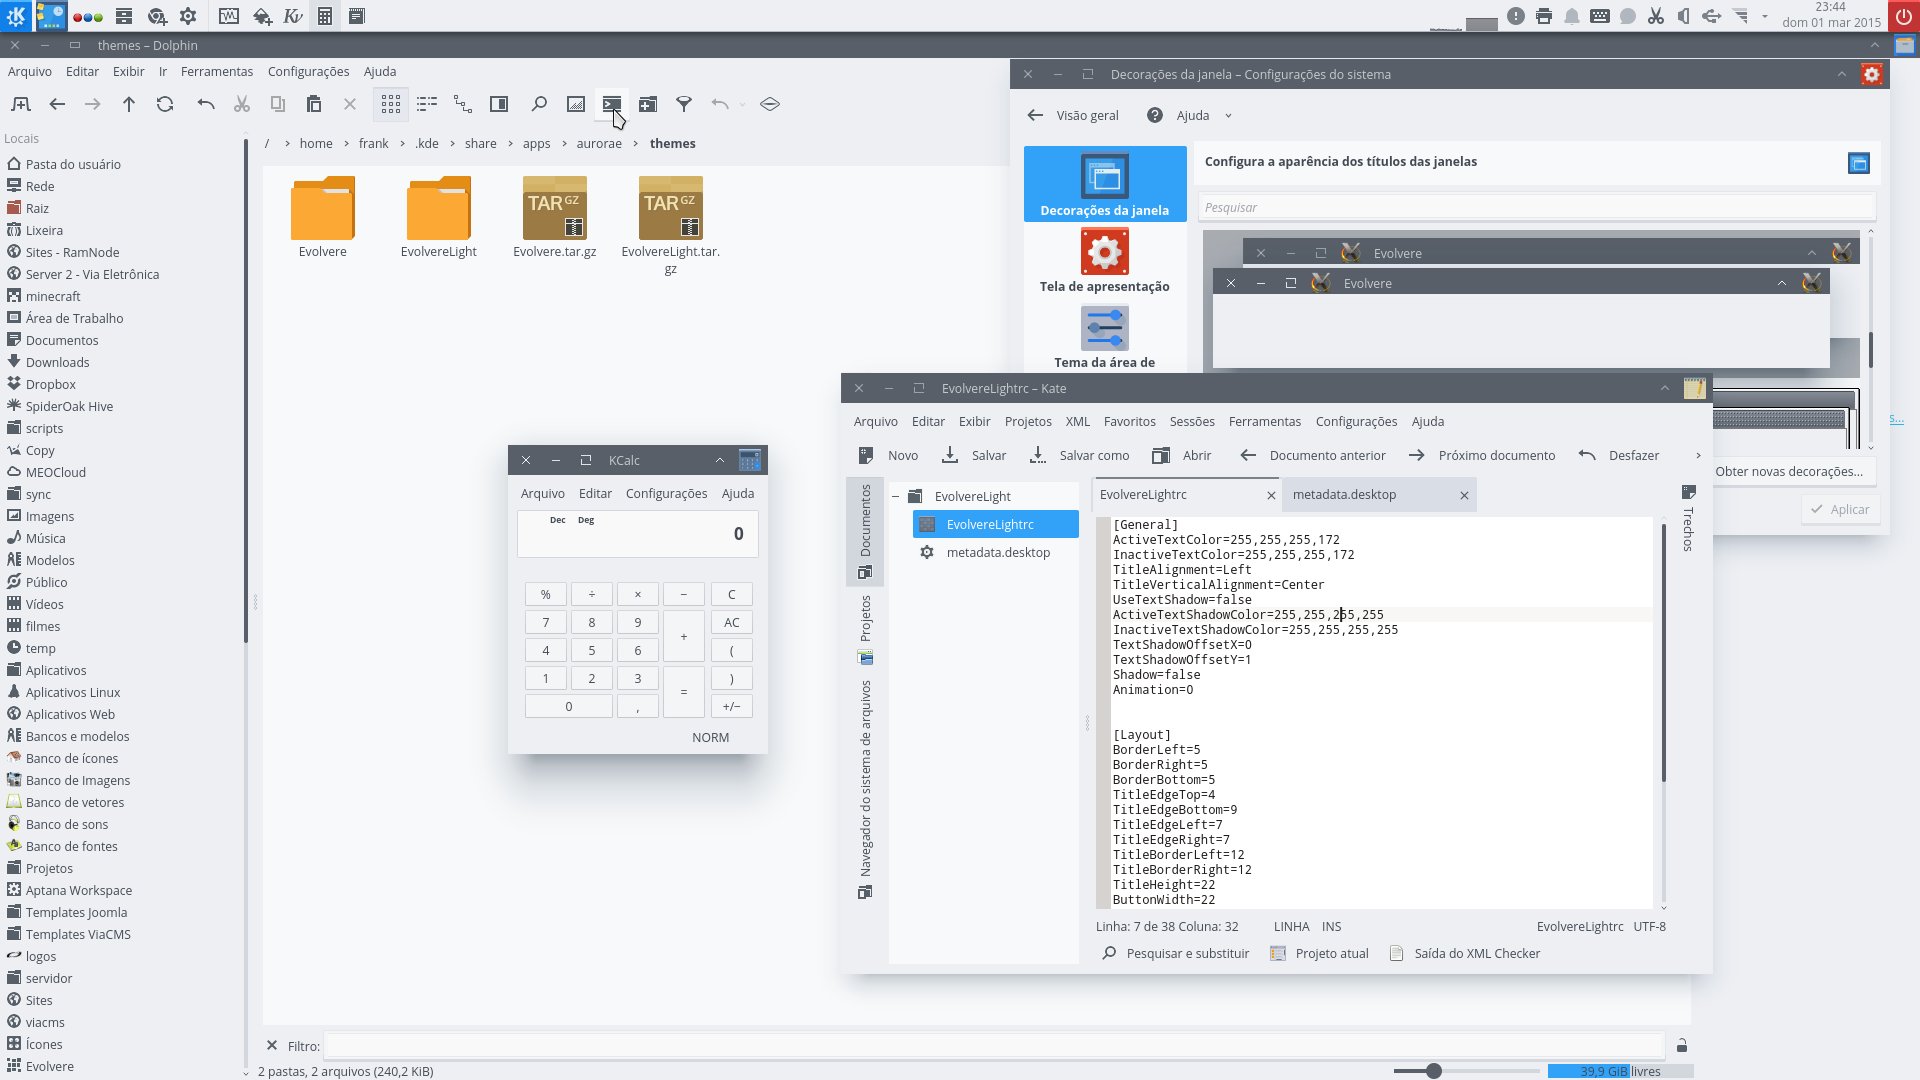 23:44
dom 01 mar 2015
themes – Dolphin
Arquivo Editar Exibir Ir Ferramentas Configurações Ajuda
/ home frank .kde share apps aurorae themes
Locais
Pasta do usuário
Rede
Raiz
Lixeira
Sites - RamNode
Server 2 - Via Eletrônica
minecraft
Área de Trabalho
Documentos
Downloads
Dropbox
SpiderOak Hive
scripts
Copy
MEOCloud
sync
Imagens
Música
Modelos
Público
Vídeos
filmes
temp
Aplicativos
Aplicativos Linux
Aplicativos Web
Bancos e modelos
Banco de ícones
Banco de Imagens
Banco de vetores
Banco de sons
Banco de fontes
Projetos
Aptana Workspace
Templates Joomla
Templates ViaCMS
logos
servidor
Sites
viacms
Ícones
Evolvere
TAR GZ
TAR GZ
Evolvere
EvolvereLight
Evolvere.tar.gz
EvolvereLight.tar.
gz
Filtro:
2 pastas, 2 arquivos (240,2 KiB)
39,9 GiB livres
Decorações da janela – Configurações do sistema
Visão geral Ajuda
Decorações da janela
Tela de apresentação
Tema da área de
Configura a aparência dos títulos das janelas
Pesquisar
Evolvere
Evolvere
s...
Obter novas decorações...
Aplicar
KCalc
Arquivo Editar Configurações Ajuda
Dec Deg
0
% ÷ × − C
7 8 9 + AC
4 5 6 (
1 2 3 = )
0 , +/−
NORM
EvolvereLightrc – Kate
Arquivo Editar Exibir Projetos XML Favoritos Sessões Ferramentas Configurações Ajuda
Novo Salvar Salvar como Abrir Documento anterior Próximo documento Desfazer
Documentos
Projetos
Navegador do sistema de arquivos
EvolvereLight
EvolvereLightrc
metadata.desktop
EvolvereLightrc metadata.desktop
Trechos
[General]
ActiveTextColor=255,255,255,172
InactiveTextColor=255,255,255,172
TitleAlignment=Left
TitleVerticalAlignment=Center
UseTextShadow=false
ActiveTextShadowColor=255,255,255,255
InactiveTextShadowColor=255,255,255,255
TextShadowOffsetX=0
TextShadowOffsetY=1
Shadow=false
Animation=0
[Layout]
BorderLeft=5
BorderRight=5
BorderBottom=5
TitleEdgeTop=4
TitleEdgeBottom=9
TitleEdgeLeft=7
TitleEdgeRight=7
TitleBorderLeft=12
TitleBorderRight=12
TitleHeight=22
ButtonWidth=22
Linha: 7 de 38 Coluna: 32 LINHA INS EvolvereLightrc UTF-8
Pesquisar e substituir Projeto atual Saída do XML Checker